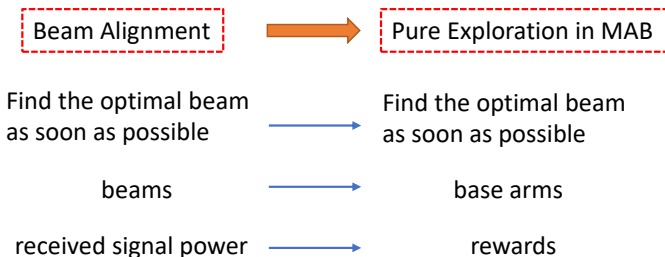 Beam Alignment
Pure Exploration in MAB
Find the optimal beam
as soon as possible
Find the optimal beam
as soon as possible
beams
base arms
received signal power
rewards